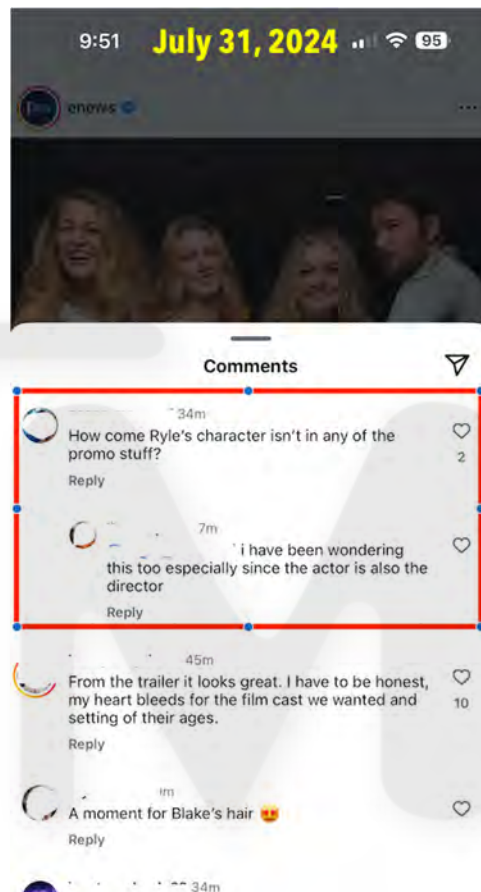 9:51 July 31, 2024 95
enews
Comments
34m
How come Ryle's character isn't in any of the
promo stuff?
2
Reply
7m
i have been wondering
this too especially since the actor is also the
director
Reply
45m
From the trailer it looks great. I have to be honest,
my heart bleeds for the film cast we wanted and
setting of their ages.
10
Reply
A moment for Blake's hair 😍
Reply
34m